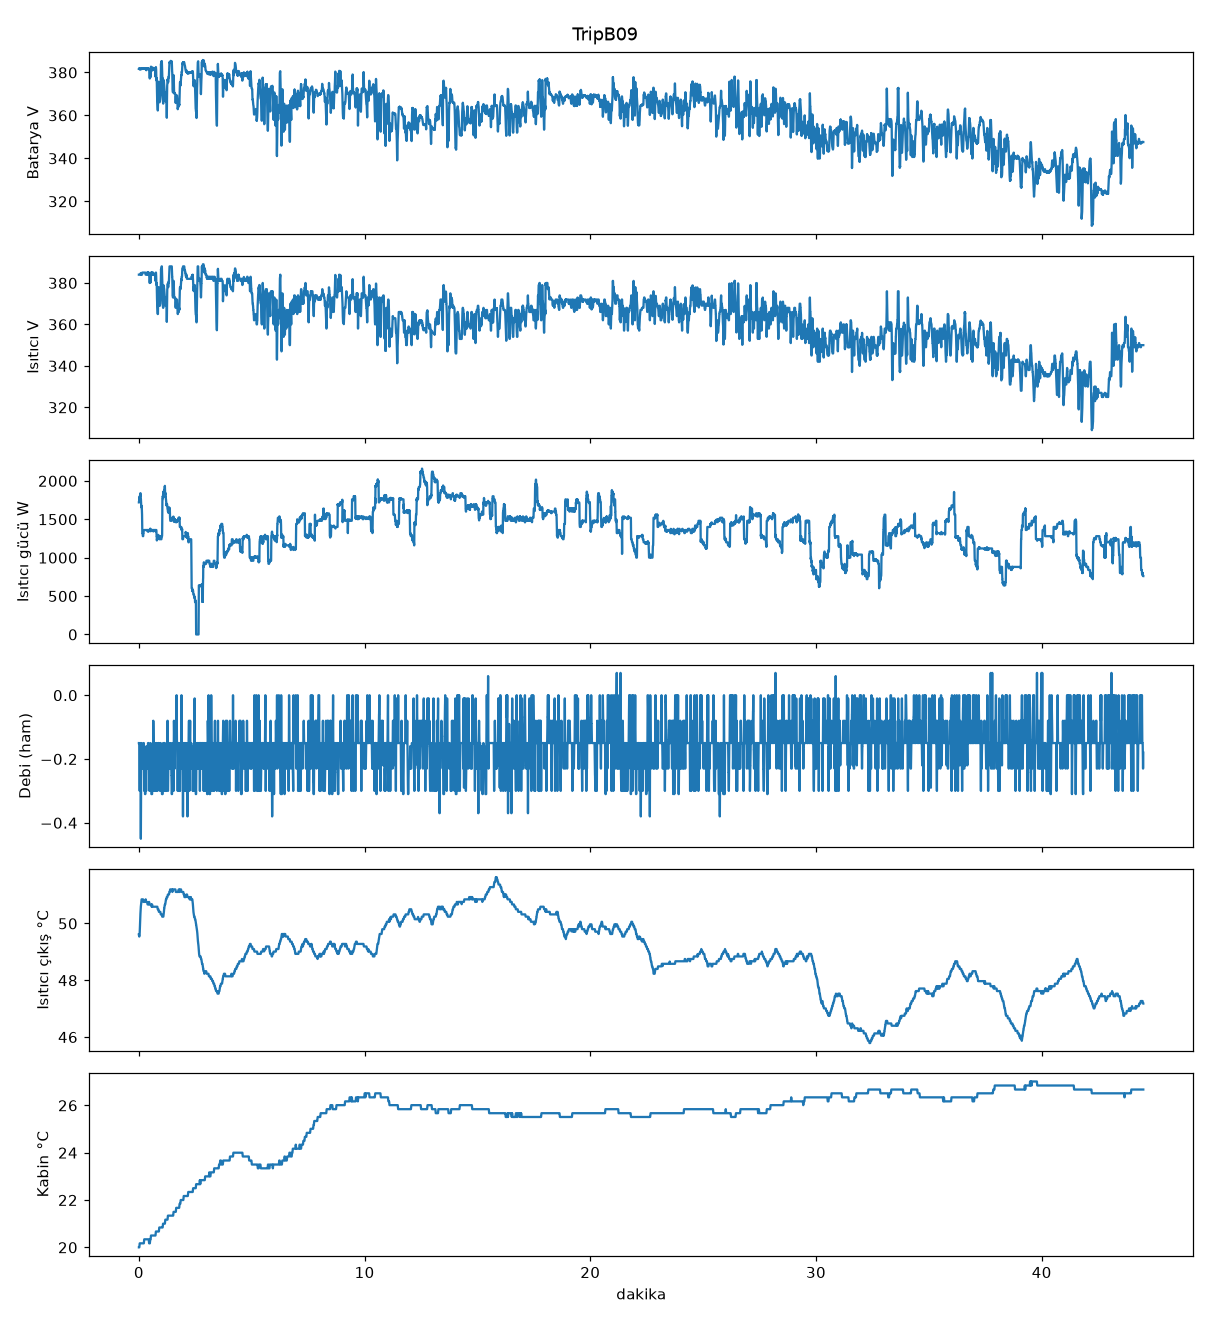 TripB09
380
360
340
320
Batarya V
380
360
340
320
Isıtıcı V
2000
1500
1000
500
0
Isıtıcı gücü W
0.0
−0.2
−0.4
Debi (ham)
50
48
46
Isıtıcı çıkış °C
26
24
22
20
Kabin °C
0 10 20 30 40
dakika